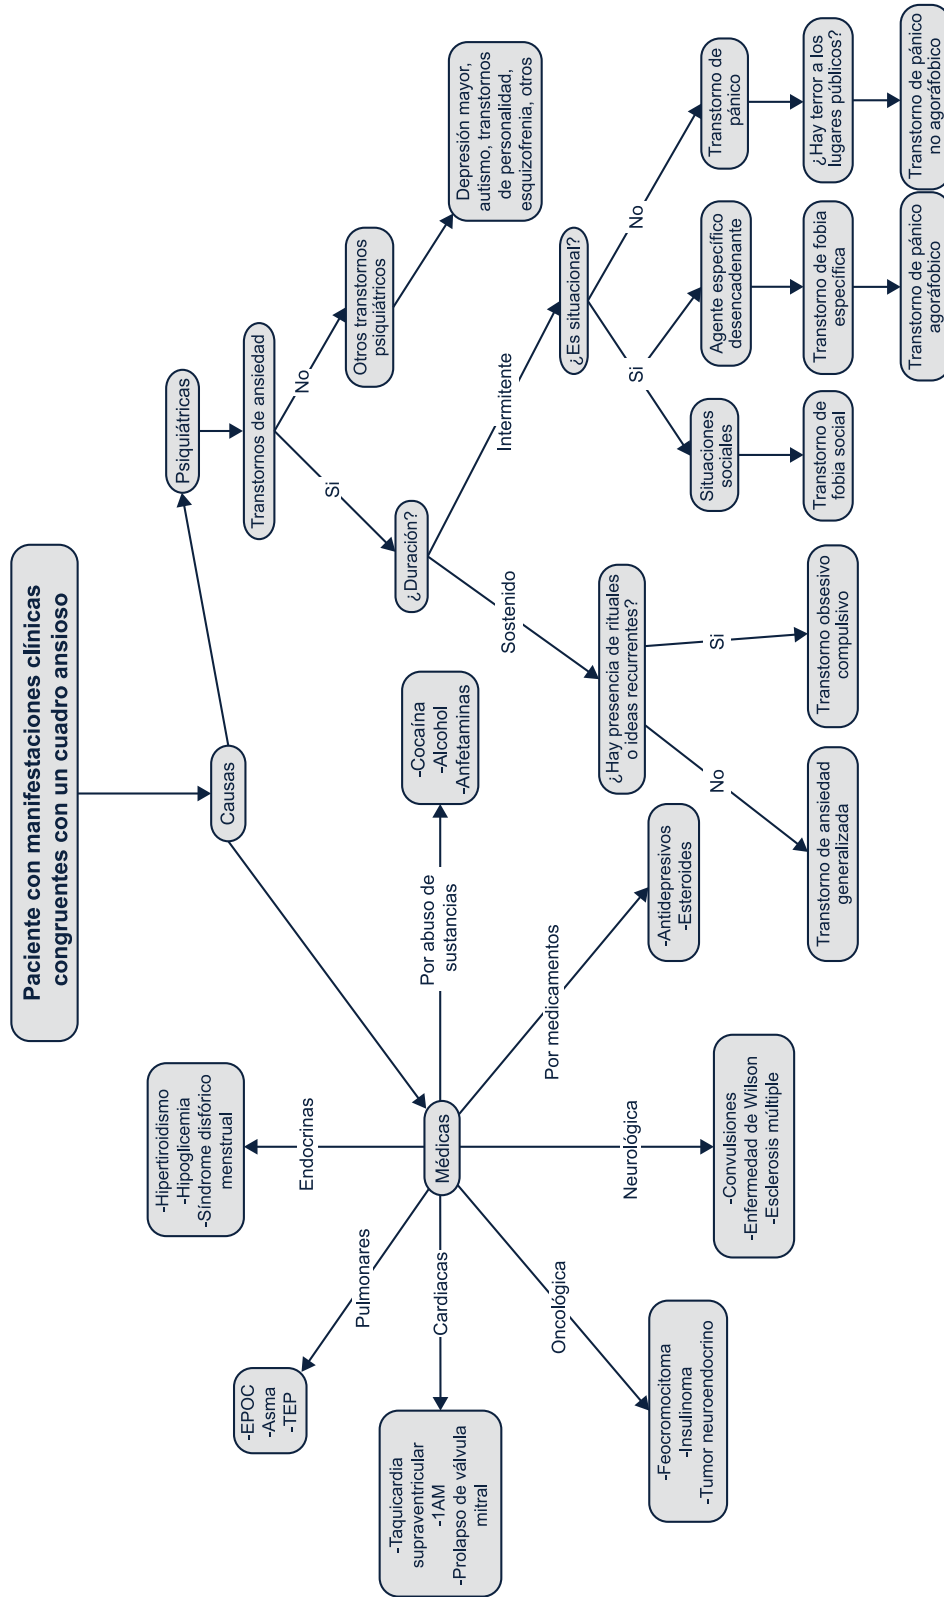 Paciente con manifestaciones clínicas
congruentes con un cuadro ansioso
Causas
Psiquiátricas
Transtornos de ansiedad
No
Otros transtornos
psiquiátricos
Depresión mayor,
autismo, transtornos
de personalidad,
esquizofrenia, otros
Si
¿Duración?
Intermitente
¿Es situacional?
No
Transtorno de
pánico
¿Hay terror a los
lugares públicos?
Transtorno de pánico
no agoráfobico
Si
Agente específico
desencadenante
Transtorno de fobia
específica
Transtorno de pánico
agoráfobico
Situaciones
sociales
Transtorno de
fobia social
Sostenido
¿Hay presencia de rituales
o ideas recurrentes?
Si
Transtorno obsesivo
compulsivo
No
Transtorno de ansiedad
generalizada
Médicas
Por abuso de
sustancias
-Cocaína
-Alcohol
-Anfetaminas
Por medicamentos
-Antidepresivos
-Esteroides
Neurológica
-Convulsiones
-Enfermedad de Wilson
-Esclerosis múltiple
Oncológica
-Feocromocitoma
-Insulinoma
-Tumor neuroendocrino
Cardiacas
-Taquicardia
supraventricular
-1AM
-Prolapso de válvula
mitral
Pulmonares
-EPOC
-Asma
-TEP
Endocrinas
-Hipertiroidismo
-Hipoglicemia
-Síndrome disfórico
menstrual